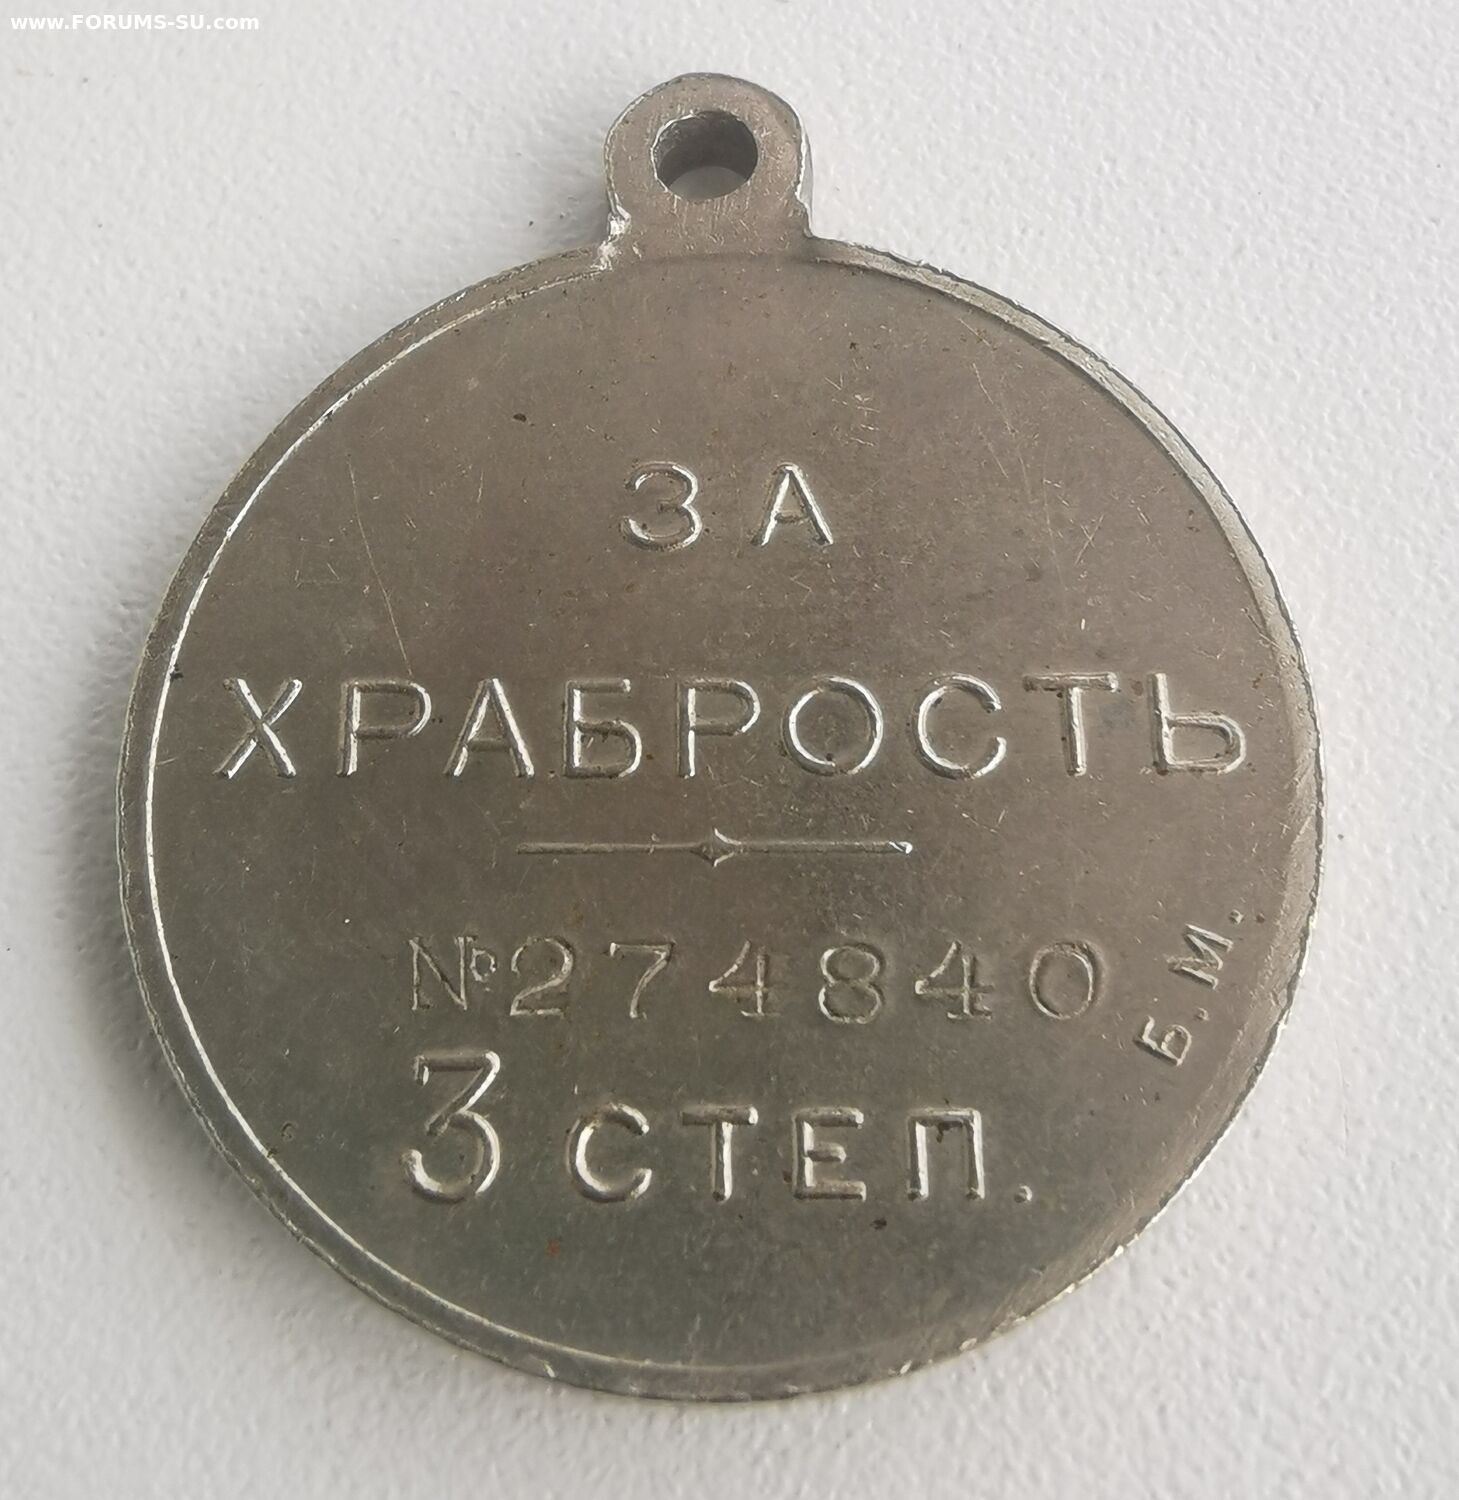 www.FORUMS-SU.com
ЗА
ХРАБРОСТЬ
№274840
Б.М.
3 СТЕП.